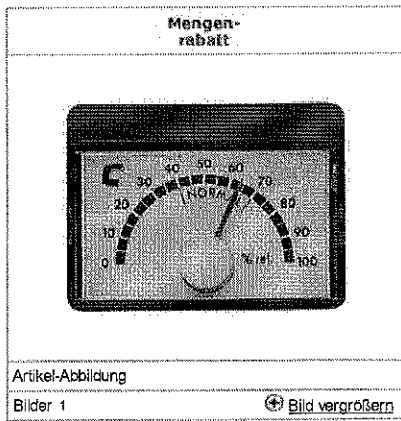 Mengen-
rabatt
0 10 20 30 40 50 60 70 80 90 100
NORM
% rel.
Artikel-Abbildung
Bilder 1
Bild vergrößern